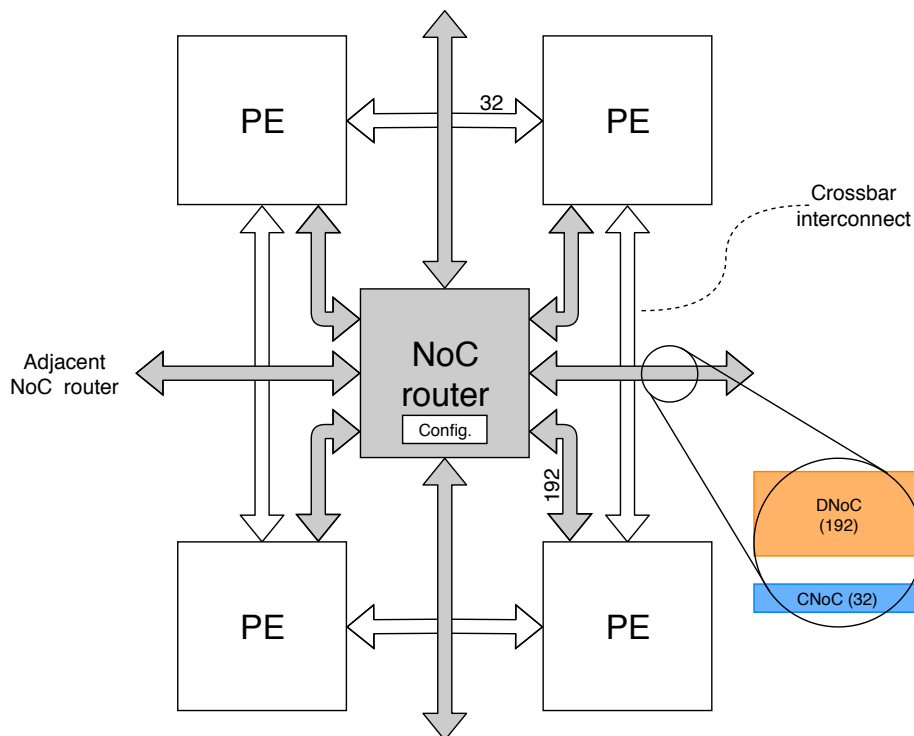 PE
32
PE
Crossbar
interconnect
Adjacent
NoC router
NoC
router
Config.
192
DNoC
(192)
CNoC (32)
PE
PE